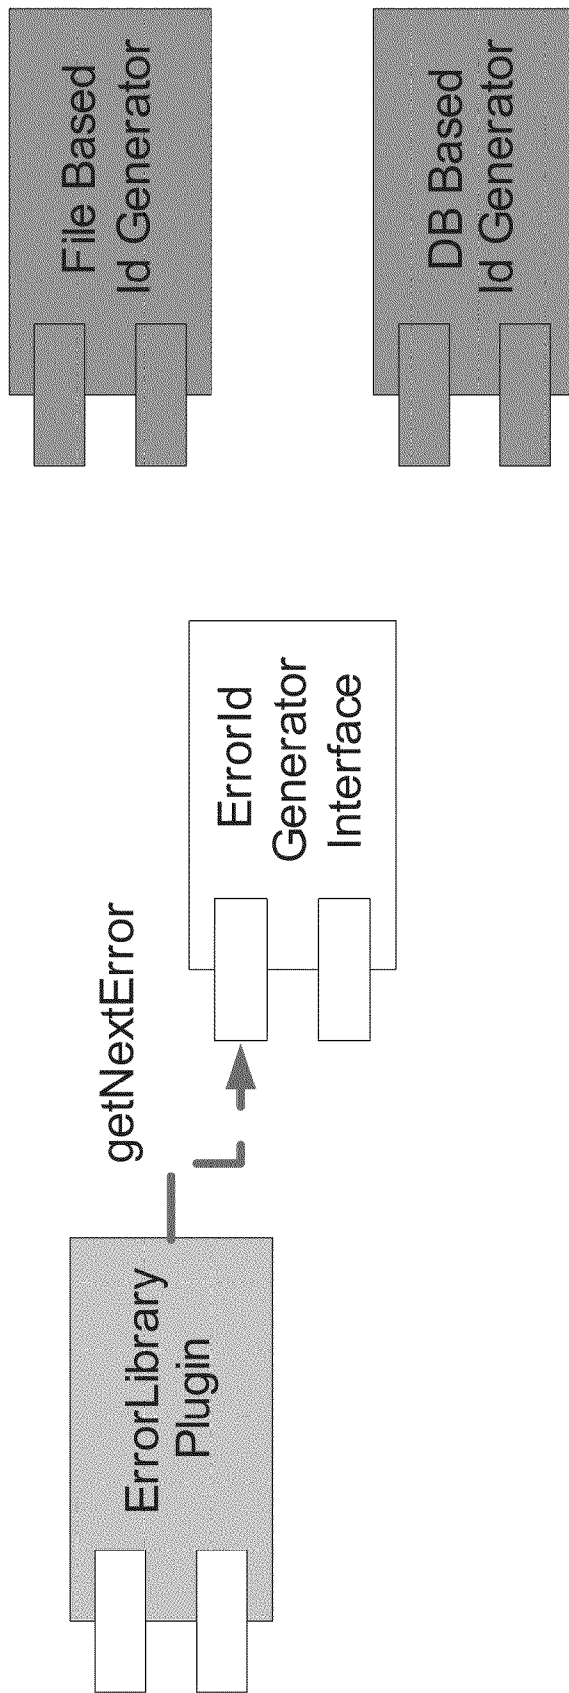 ErrorLibrary
Plugin
getNextError
ErrorId
Generator
Interface
File Based
Id Generator
DB Based
Id Generator